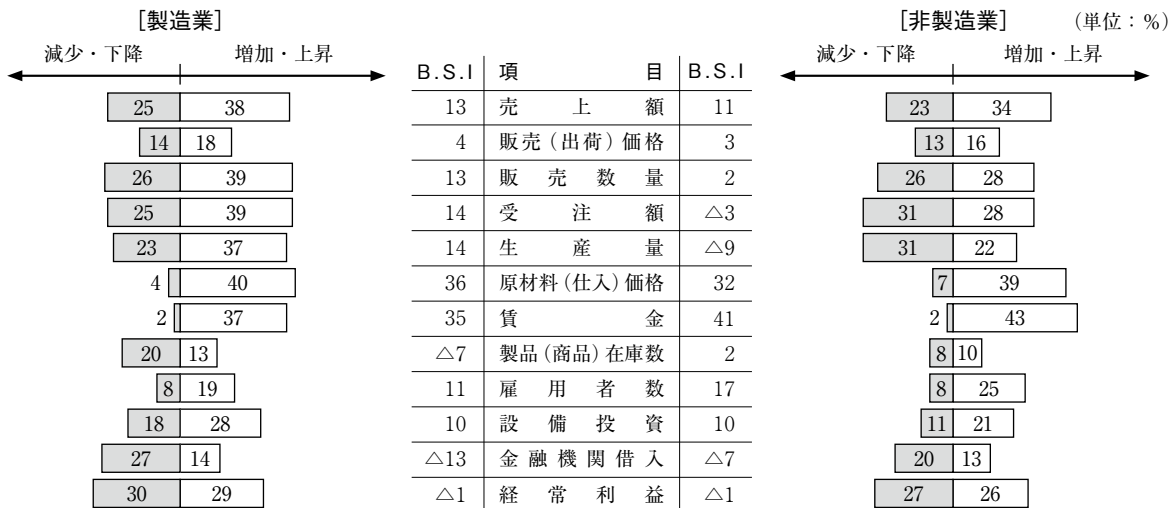 [製造業] [非製造業] (単位：%)
減少・下降 増加・上昇 減少・下降 増加・上昇
B.S.I 項目 B.S.I
25 38 13 売上額 11 23 34
14 18 4 販売(出荷)価格 3 13 16
26 39 13 販売数量 2 26 28
25 39 14 受注額 △3 31 28
23 37 14 生産量 △9 31 22
4 40 36 原材料(仕入)価格 32 7 39
2 37 35 賃金 41 2 43
20 13 △7 製品(商品)在庫数 2 8 10
8 19 11 雇用者数 17 8 25
18 28 10 設備投資 10 11 21
27 14 △13 金融機関借入 △7 20 13
30 29 △1 経常利益 △1 27 26